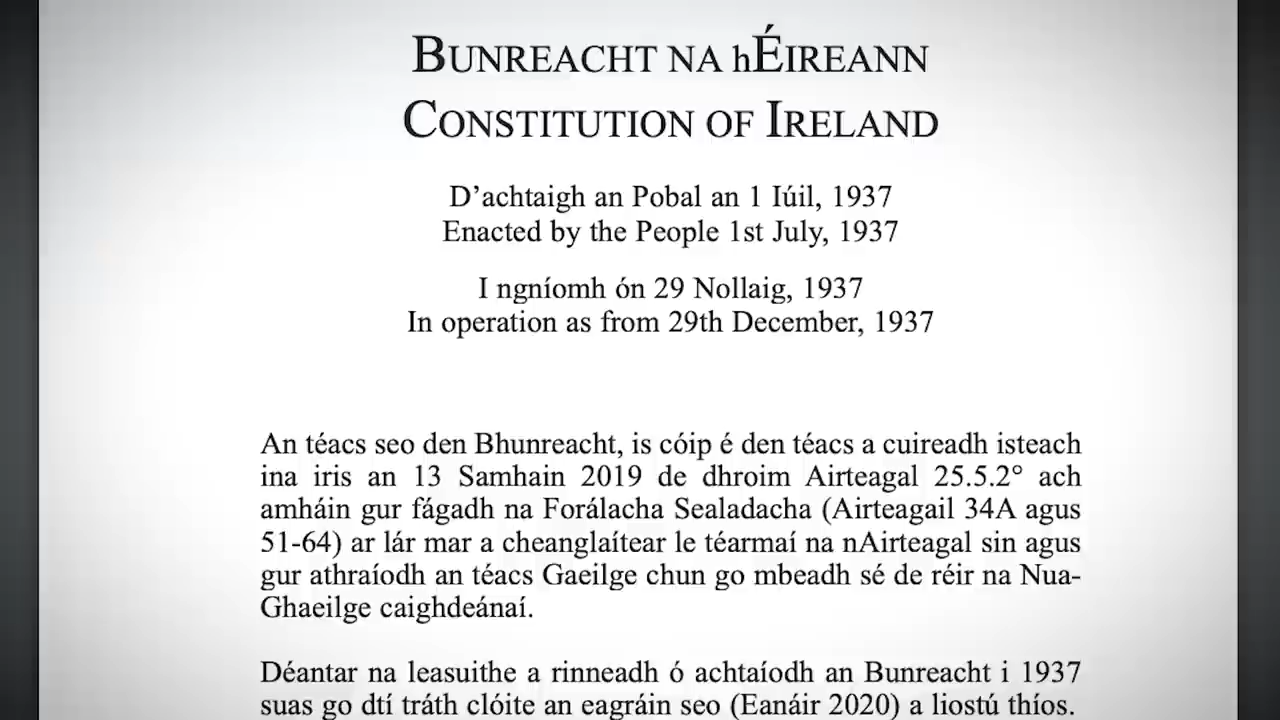 BUNREACHT NA hÉIREANN
CONSTITUTION OF IRELAND
D’achtaigh an Pobal an 1 Iúil, 1937
Enacted by the People 1st July, 1937
I ngníomh ón 29 Nollaig, 1937
In operation as from 29th December, 1937
An téacs seo den Bhunreacht, is cóip é den téacs a cuireadh isteach
ina iris an 13 Samhain 2019 de dhroim Airteagal 25.5.2° ach
amháin gur fágadh na Forálacha Sealadacha (Airteagail 34A agus
51-64) ar lár mar a cheanglaítear le téarmaí na nAirteagal sin agus
gur athraíodh an téacs Gaeilge chun go mbeadh sé de réir na Nua-
Ghaeilge caighdeánaí.
Déantar na leasuithe a rinneadh ó achtaíodh an Bunreacht i 1937
suas go dtí tráth clóite an eagráin seo (Eanáir 2020) a liostú thíos.